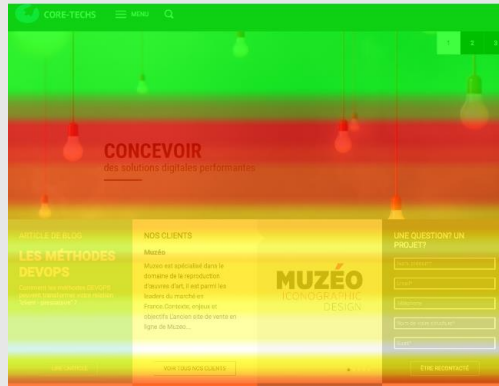 CORE-TECHS
MENU
1 2 3
CONCEVOIR
des solutions digitales performantes
ARTICLE DE BLOG
LES MÉTHODES
DEVOPS
NOS CLIENTS
Muzéo
Muzeo est spécialisé dans le
domaine de la reproduction
d'œuvres d'art, il est parmi les
leaders du marché en
France.Contexte, enjeux et
objectifs L'ancien site de vente en
ligne de Muzéo...
VOIR TOUS NOS CLIENTS
MUZÉO
ICONOGRAPHIC
DESIGN
UNE QUESTION? UN
PROJET?
ÊTRE RECONTACTÉ